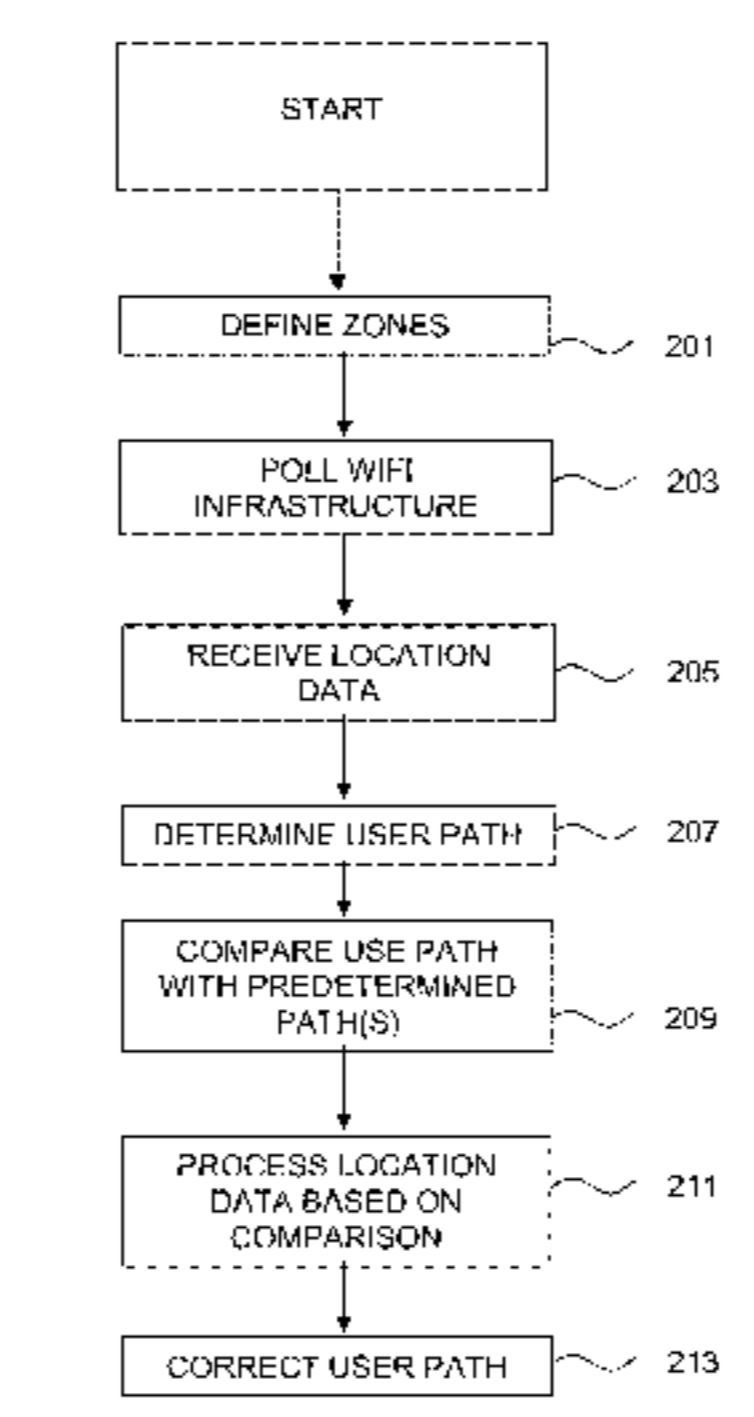 START
DEFINE ZONES
201
POLL WIFI
INFRASTRUCTURE
203
RECEIVE LOCATION
DATA
205
DETERMINE USER PATH
207
COMPARE USE PATH
WITH PREDETERMINED
PATH(S)
209
PROCESS LOCATION
DATA BASED ON
COMPARISON
211
CORRECT USER PATH
213